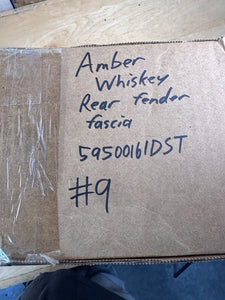 Amber
Whiskey
Rear fender
fascia
59500161DST
#9